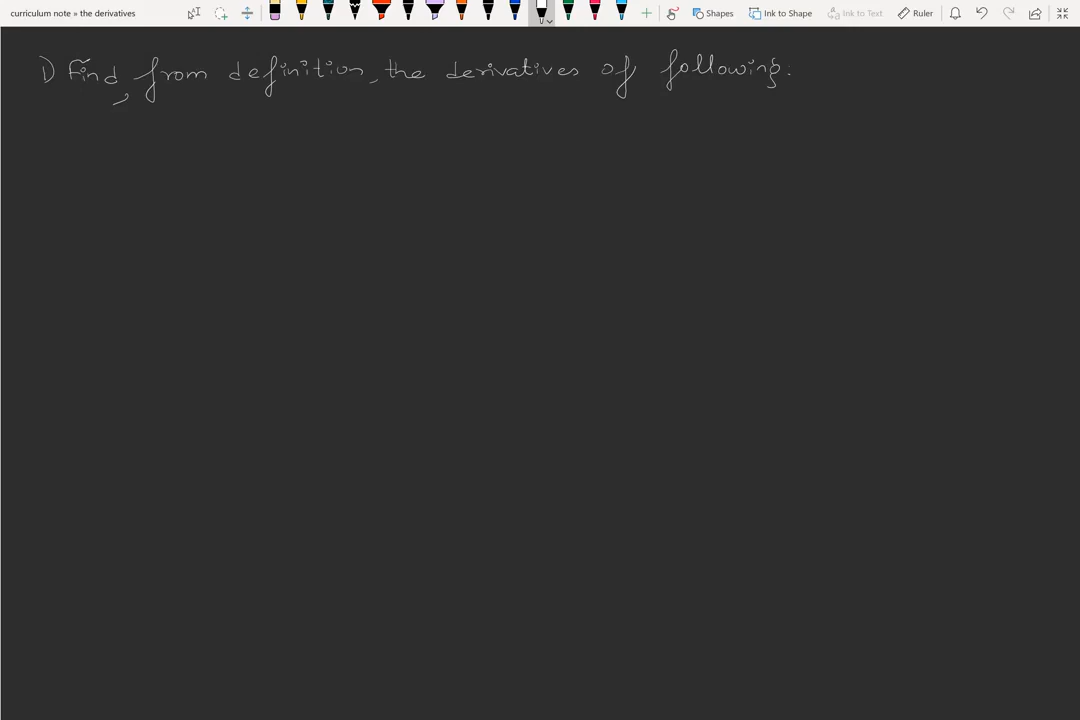 curriculum note » the derivatives
Shapes
Ink to Shape
Ink to Text
Ruler
1) Find, from definition, the derivatives of following: